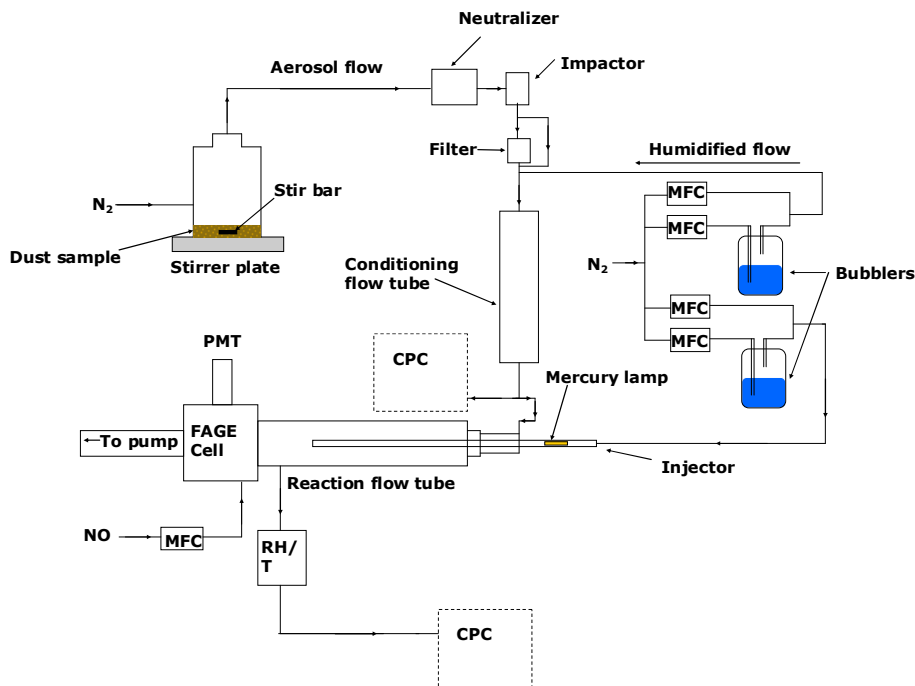 Neutralizer
Aerosol flow
Impactor
Filter
Humidified flow
MFC
N2
Stir bar
MFC
Dust sample
Stirrer plate
Conditioning
flow tube
N2
Bubblers
MFC
MFC
PMT
CPC
Mercury lamp
To pump
FAGE
Cell
Injector
Reaction flow tube
NO
MFC
RH/
T
CPC